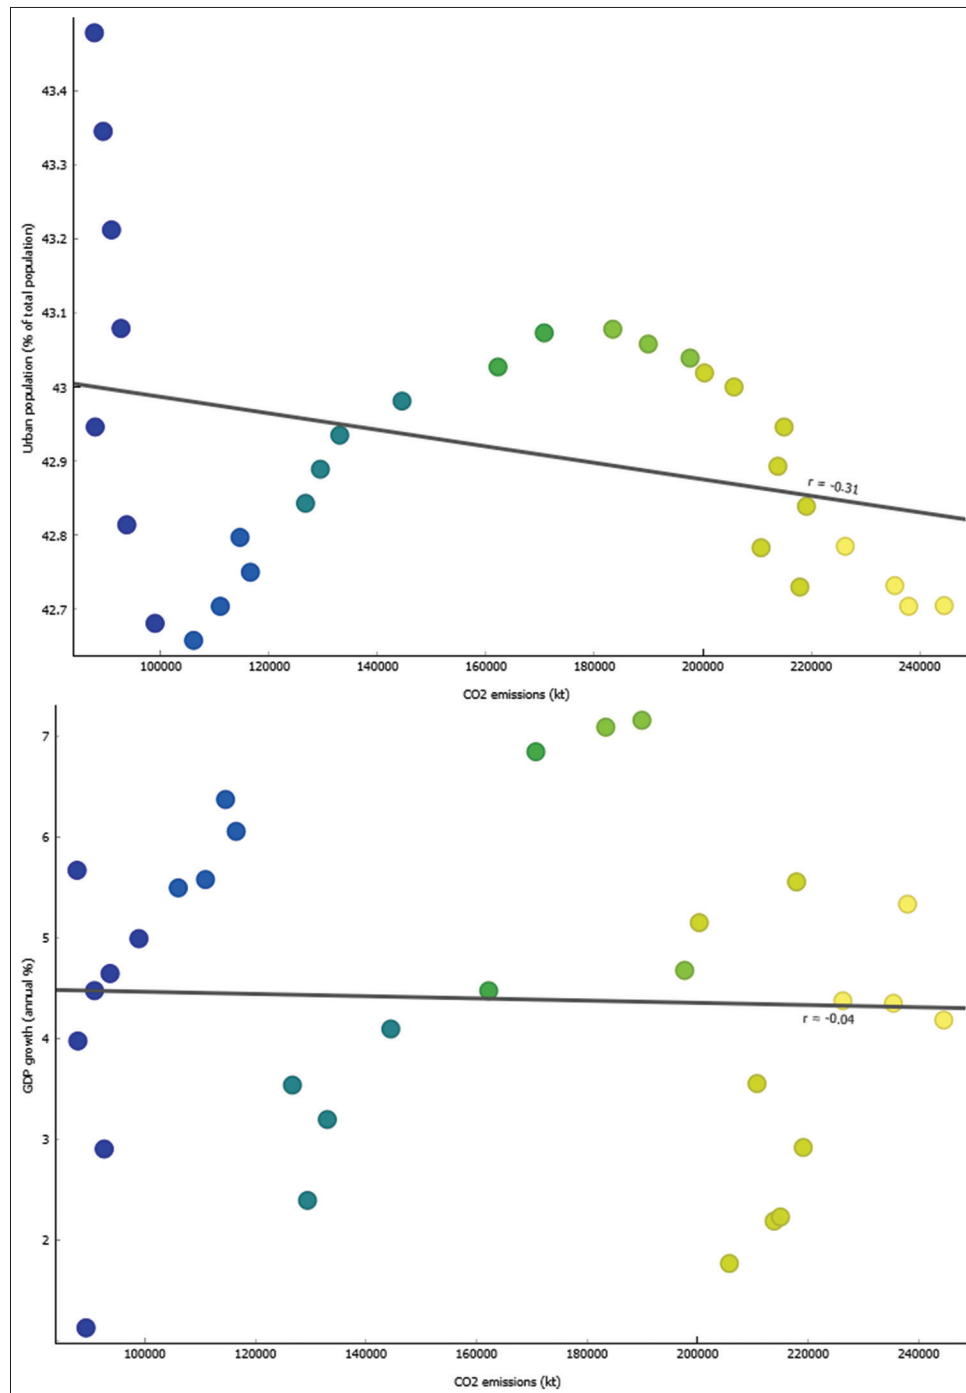 43.4
43.3
43.2
43.1
43
42.9
42.8
42.7
Urban population (% of total population)
r = -0.31
100000 120000 140000 160000 180000 200000 220000 240000
CO2 emissions (kt)
7
6
5
4
3
2
GDP growth (annual %)
r = -0.04
100000 120000 140000 160000 180000 200000 220000 240000
CO2 emissions (kt)